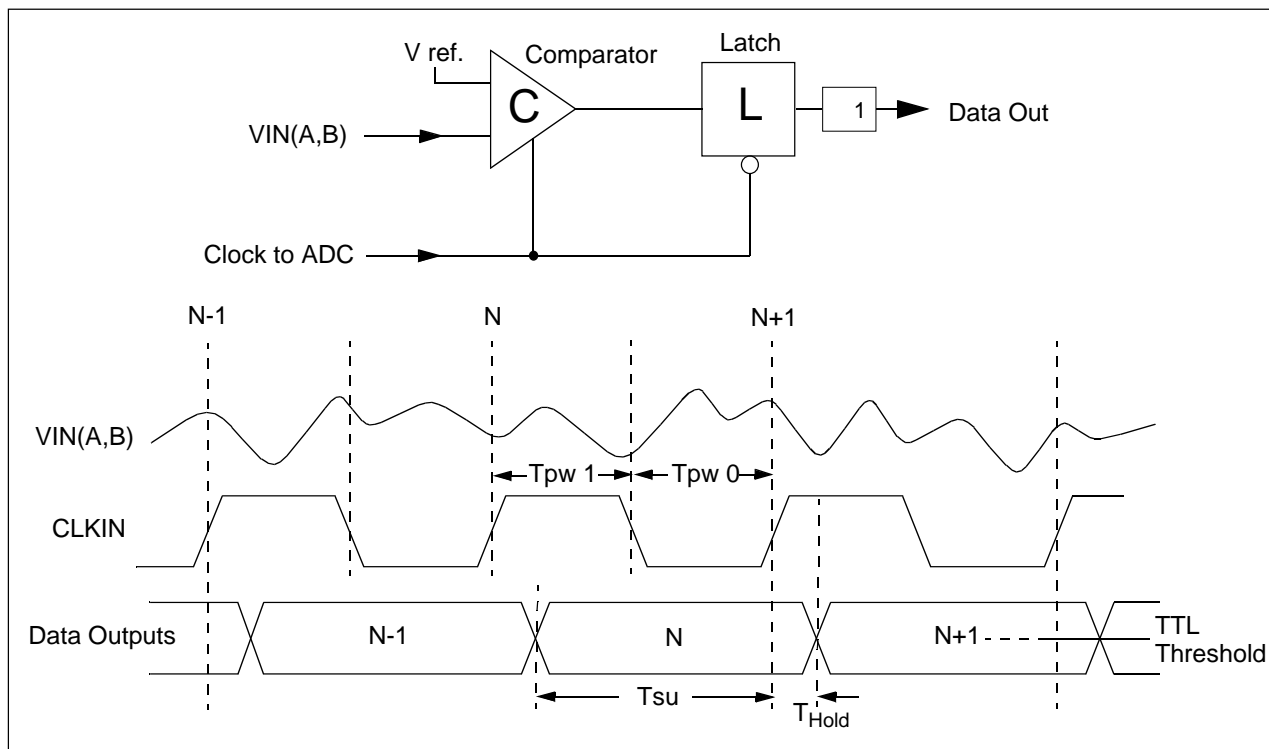 Latch
V ref.
Comparator
C
L
1
Data Out
VIN(A,B)
Clock to ADC
N-1
N
N+1
VIN(A,B)
Tpw 1
Tpw 0
CLKIN
Data Outputs
N-1
N
N+1
TTL
Threshold
Tsu
THold